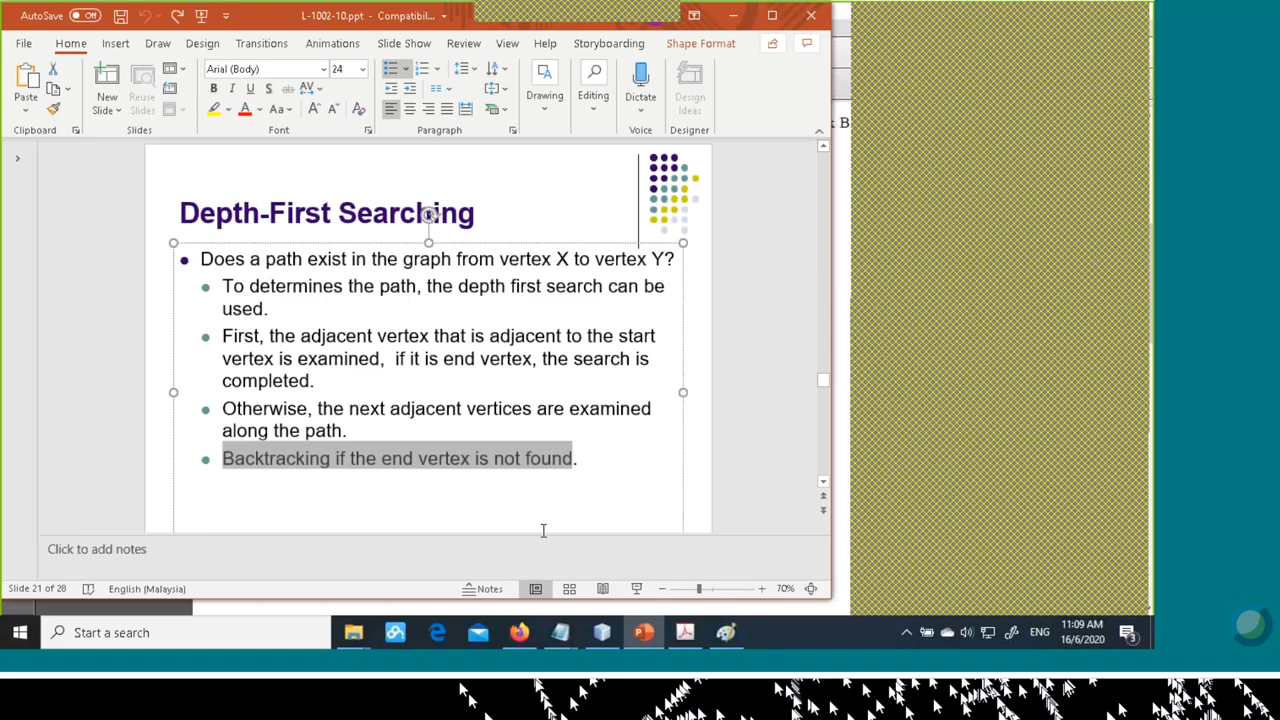 AutoSave Off L-1002-10.ppt - Compatibil...
File Home Insert Draw Design Transitions Animations Slide Show Review View Help Storyboarding Shape Format
Arial (Body) 24
Paste New Slide Reuse Slides B I U S ab AV Aa A A Drawing Editing Dictate Design Ideas
Clipboard Slides Font Paragraph Voice Designer
Depth-First Searching
Does a path exist in the graph from vertex X to vertex Y?
To determines the path, the depth first search can be
used.
First, the adjacent vertex that is adjacent to the start
vertex is examined, if it is end vertex, the search is
completed.
Otherwise, the next adjacent vertices are examined
along the path.
Backtracking if the end vertex is not found.
Click to add notes
Slide 21 of 28 English (Malaysia) Notes 70%
Start a search ENG 11:09 AM
16/6/2020 3